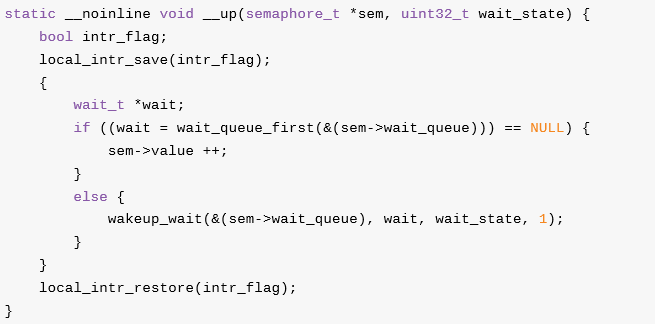 static __noinline void __up(semaphore_t *sem, uint32_t wait_state) {
    bool intr_flag;
    local_intr_save(intr_flag);
    {
        wait_t *wait;
        if ((wait = wait_queue_first(&(sem->wait_queue))) == NULL) {
            sem->value ++;
        }
        else {
            wakeup_wait(&(sem->wait_queue), wait, wait_state, 1);
        }
    }
    local_intr_restore(intr_flag);
}